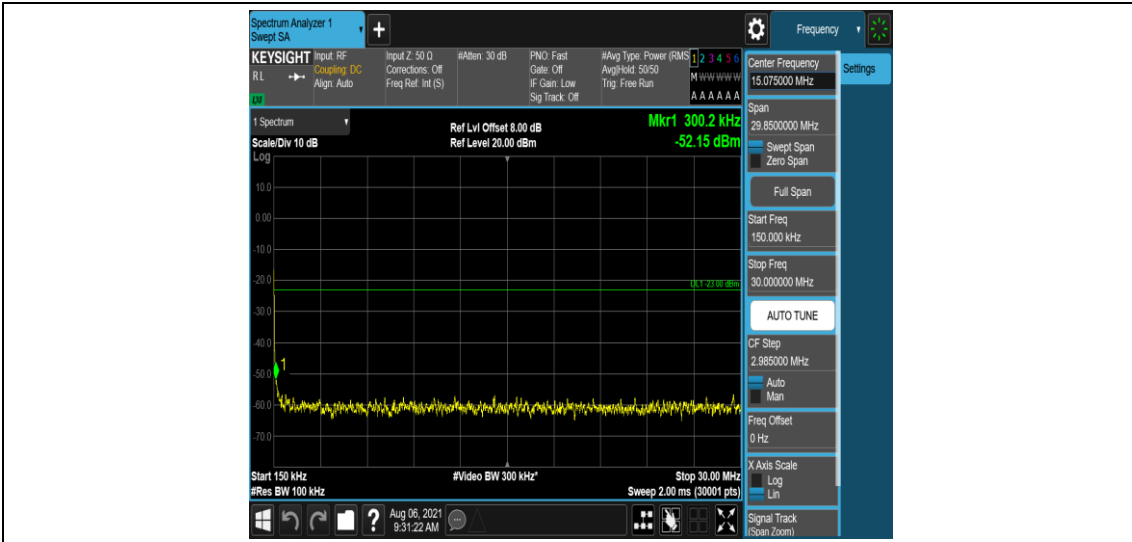 Spectrum Analyzer 1
Swept SA
+
Frequency
KEYSIGHT
RL
Input: RF
Coupling: DC
Align: Auto
Input Z: 50 Ω
Corrections: Off
Freq Ref: Int (S)
#Atten: 30 dB
PNO: Fast
Gate: Off
IF Gain: Low
Sig Track: Off
#Avg Type: Power (RMS
Avg|Hold: 50/50
Trig: Free Run
1 2 3 4 5 6
M W W W W W
A A A A A A
1 Spectrum
Scale/Div 10 dB
Log
Ref Lvl Offset 8.00 dB
Ref Level 20.00 dBm
Mkr1 300.2 kHz
-52.15 dBm
10.0
0.00
-10.0
-20.0
DL1 -23.00 dBm
-30.0
-40.0
1
-50.0
-60.0
-70.0
Start 150 kHz
#Res BW 100 kHz
#Video BW 300 kHz*
Stop 30.00 MHz
Sweep 2.00 ms (30001 pts)
?
Aug 06, 2021
9:31:22 AM
Center Frequency
15.075000 MHz
Settings
Span
29.8500000 MHz
Swept Span
Zero Span
Full Span
Start Freq
150.000 kHz
Stop Freq
30.000000 MHz
AUTO TUNE
CF Step
2.985000 MHz
Auto
Man
Freq Offset
0 Hz
X Axis Scale
Log
Lin
Signal Track
(Span Zoom)